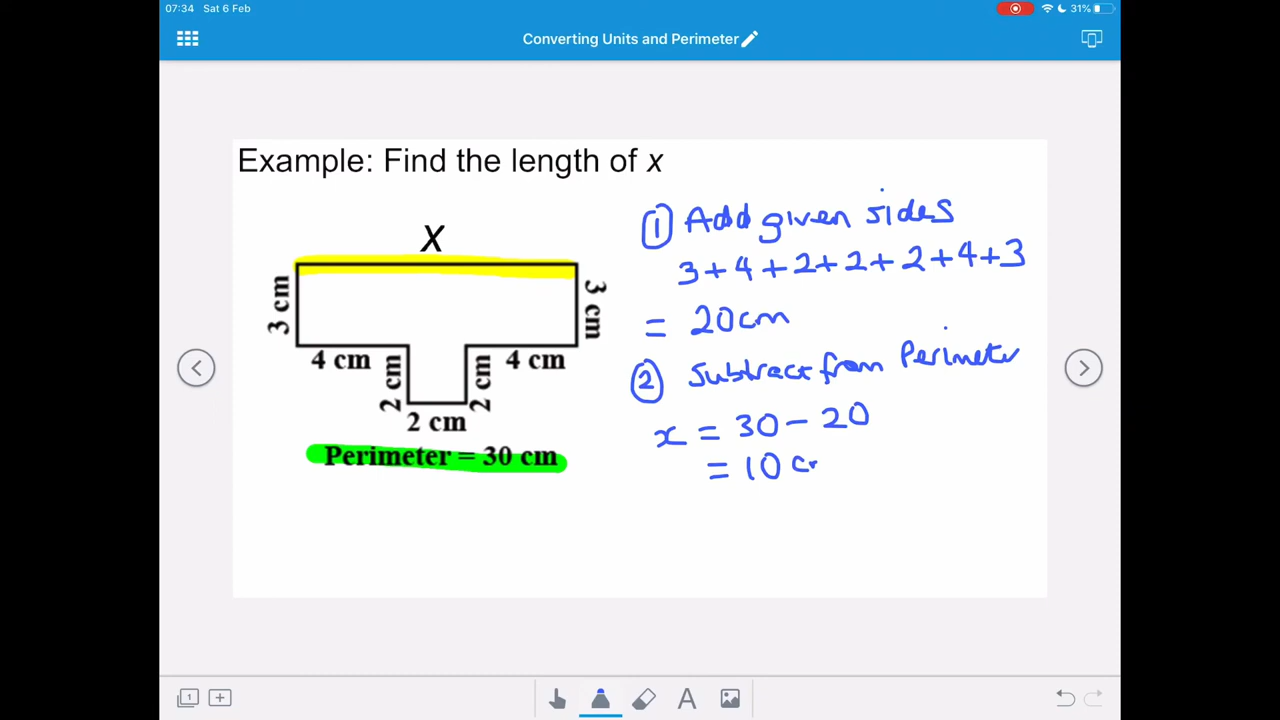 07:34 Sat 6 Feb 31%
Converting Units and Perimeter
Example: Find the length of x
x
3 cm
3 cm
4 cm
2 cm
2 cm
4 cm
2 cm
Perimeter = 30 cm
① Add given sides
3+4+2+2+2+4+3
= 20cm
② Subtract from Perimeter
x = 30 - 20
= 10 c
1
A